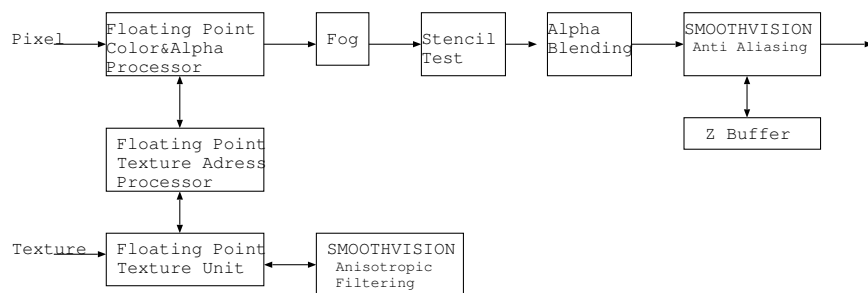 Pixel
Floating Point
Color&Alpha
Processor
Fog
Stencil
Test
Alpha
Blending
SMOOTHVISION
Anti Aliasing
Z Buffer
Floating Point
Texture Adress
Processor
Texture
Floating Point
Texture Unit
SMOOTHVISION
Anisotropic
Filtering